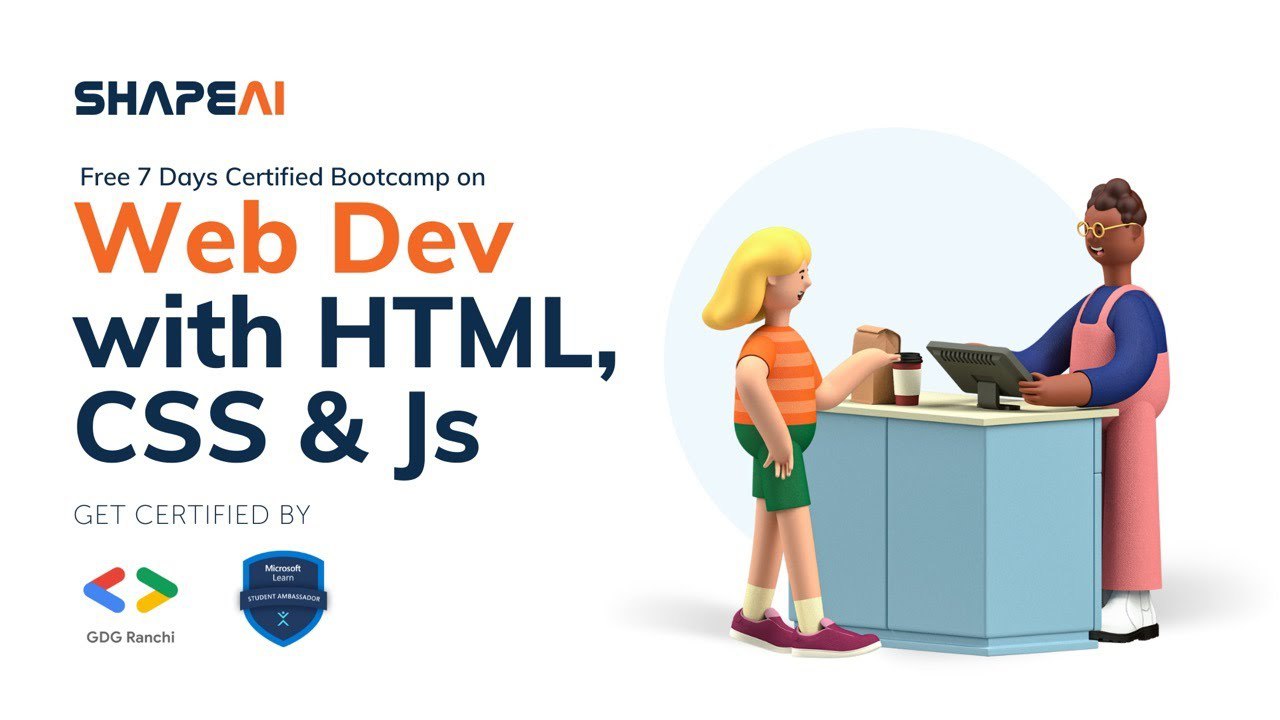 SHAPEAI
Free 7 Days Certified Bootcamp on
Web Dev
with HTML,
CSS & Js
GET CERTIFIED BY
GDG Ranchi
Microsoft
Learn
STUDENT AMBASSADOR